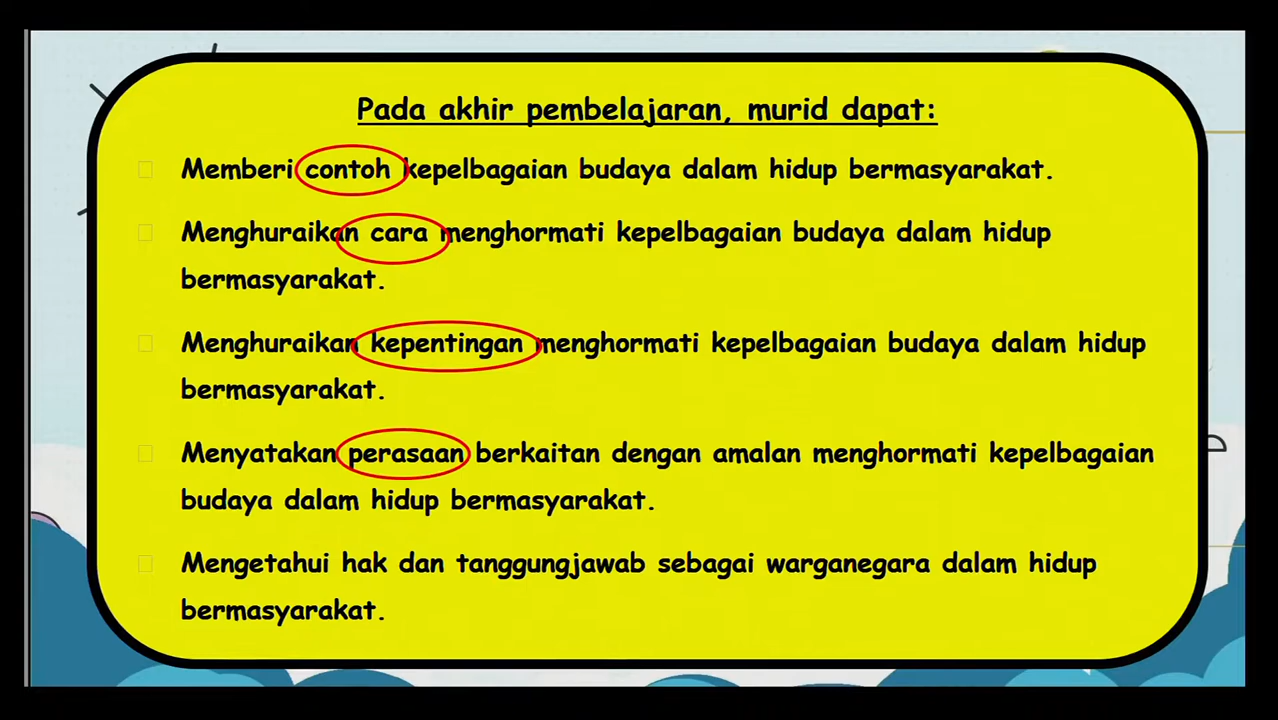 Pada akhir pembelajaran, murid dapat:
Memberi contoh kepelbagaian budaya dalam hidup bermasyarakat.
Menghuraikan cara menghormati kepelbagaian budaya dalam hidup
bermasyarakat.
Menghuraikan kepentingan menghormati kepelbagaian budaya dalam hidup
bermasyarakat.
Menyatakan perasaan berkaitan dengan amalan menghormati kepelbagaian
budaya dalam hidup bermasyarakat.
Mengetahui hak dan tanggungjawab sebagai warganegara dalam hidup
bermasyarakat.